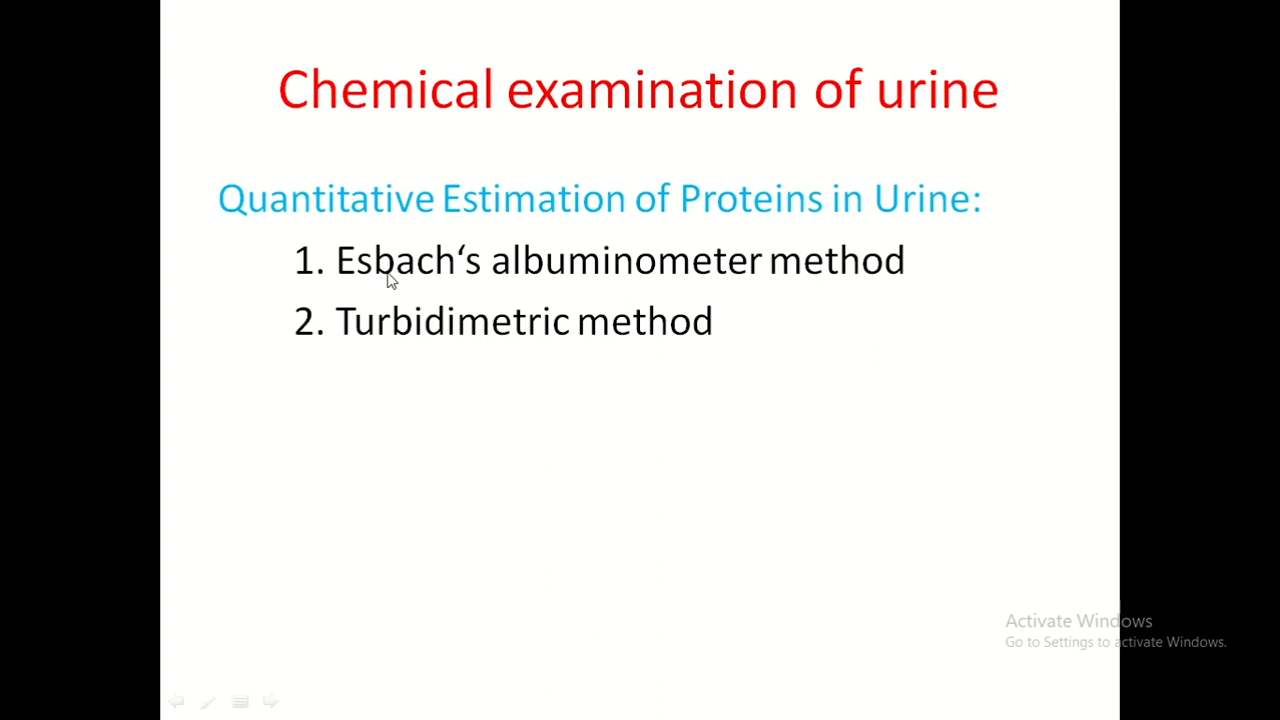 Chemical examination of urine
Quantitative Estimation of Proteins in Urine:
1. Esbach‘s albuminometer method
2. Turbidimetric method
Activate Windows
Go to Settings to activate Windows.